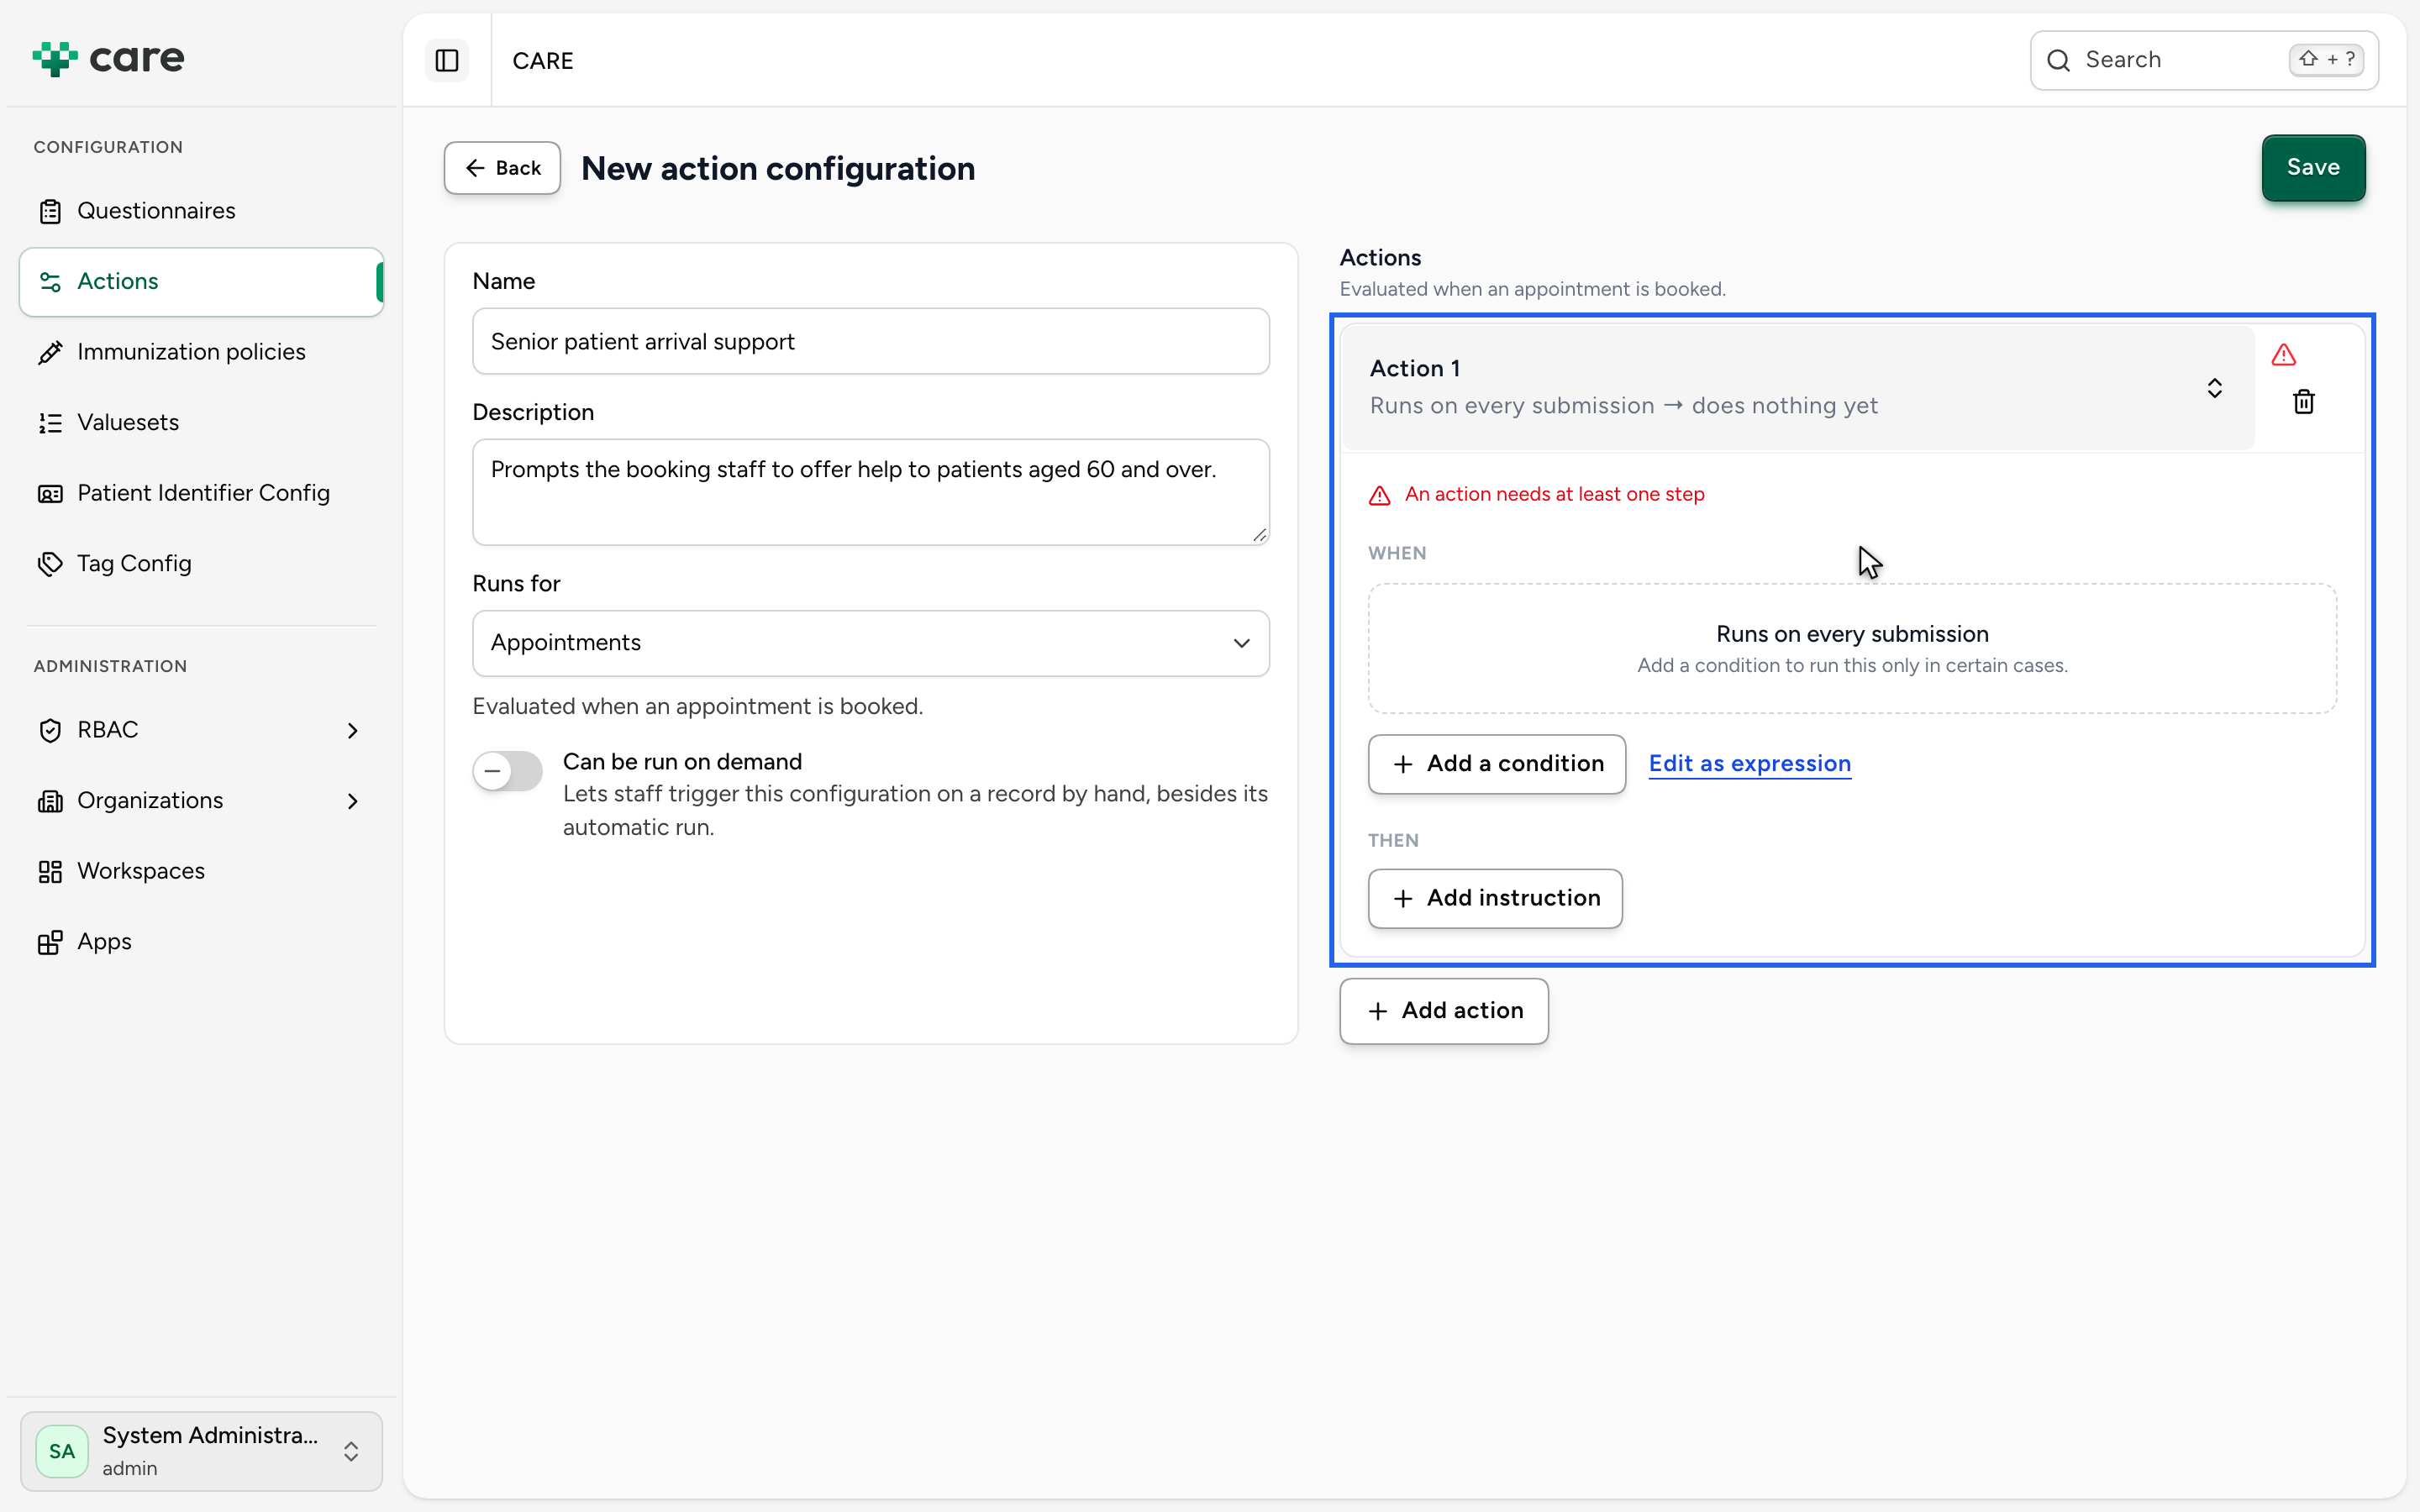 care
CARE
Search
+ ?
CONFIGURATION
Questionnaires
Actions
Immunization policies
Valuesets
Patient Identifier Config
Tag Config
ADMINISTRATION
RBAC
Organizations
Workspaces
Apps
SA
System Administra...
admin
Back
New action configuration
Save
Name
Senior patient arrival support
Description
Prompts the booking staff to offer help to patients aged 60 and over.
Runs for
Appointments
Evaluated when an appointment is booked.
Can be run on demand
Lets staff trigger this configuration on a record by hand, besides its
automatic run.
Actions
Evaluated when an appointment is booked.
Action 1
Runs on every submission → does nothing yet
An action needs at least one step
WHEN
Runs on every submission
Add a condition to run this only in certain cases.
Add a condition
Edit as expression
THEN
Add instruction
Add action